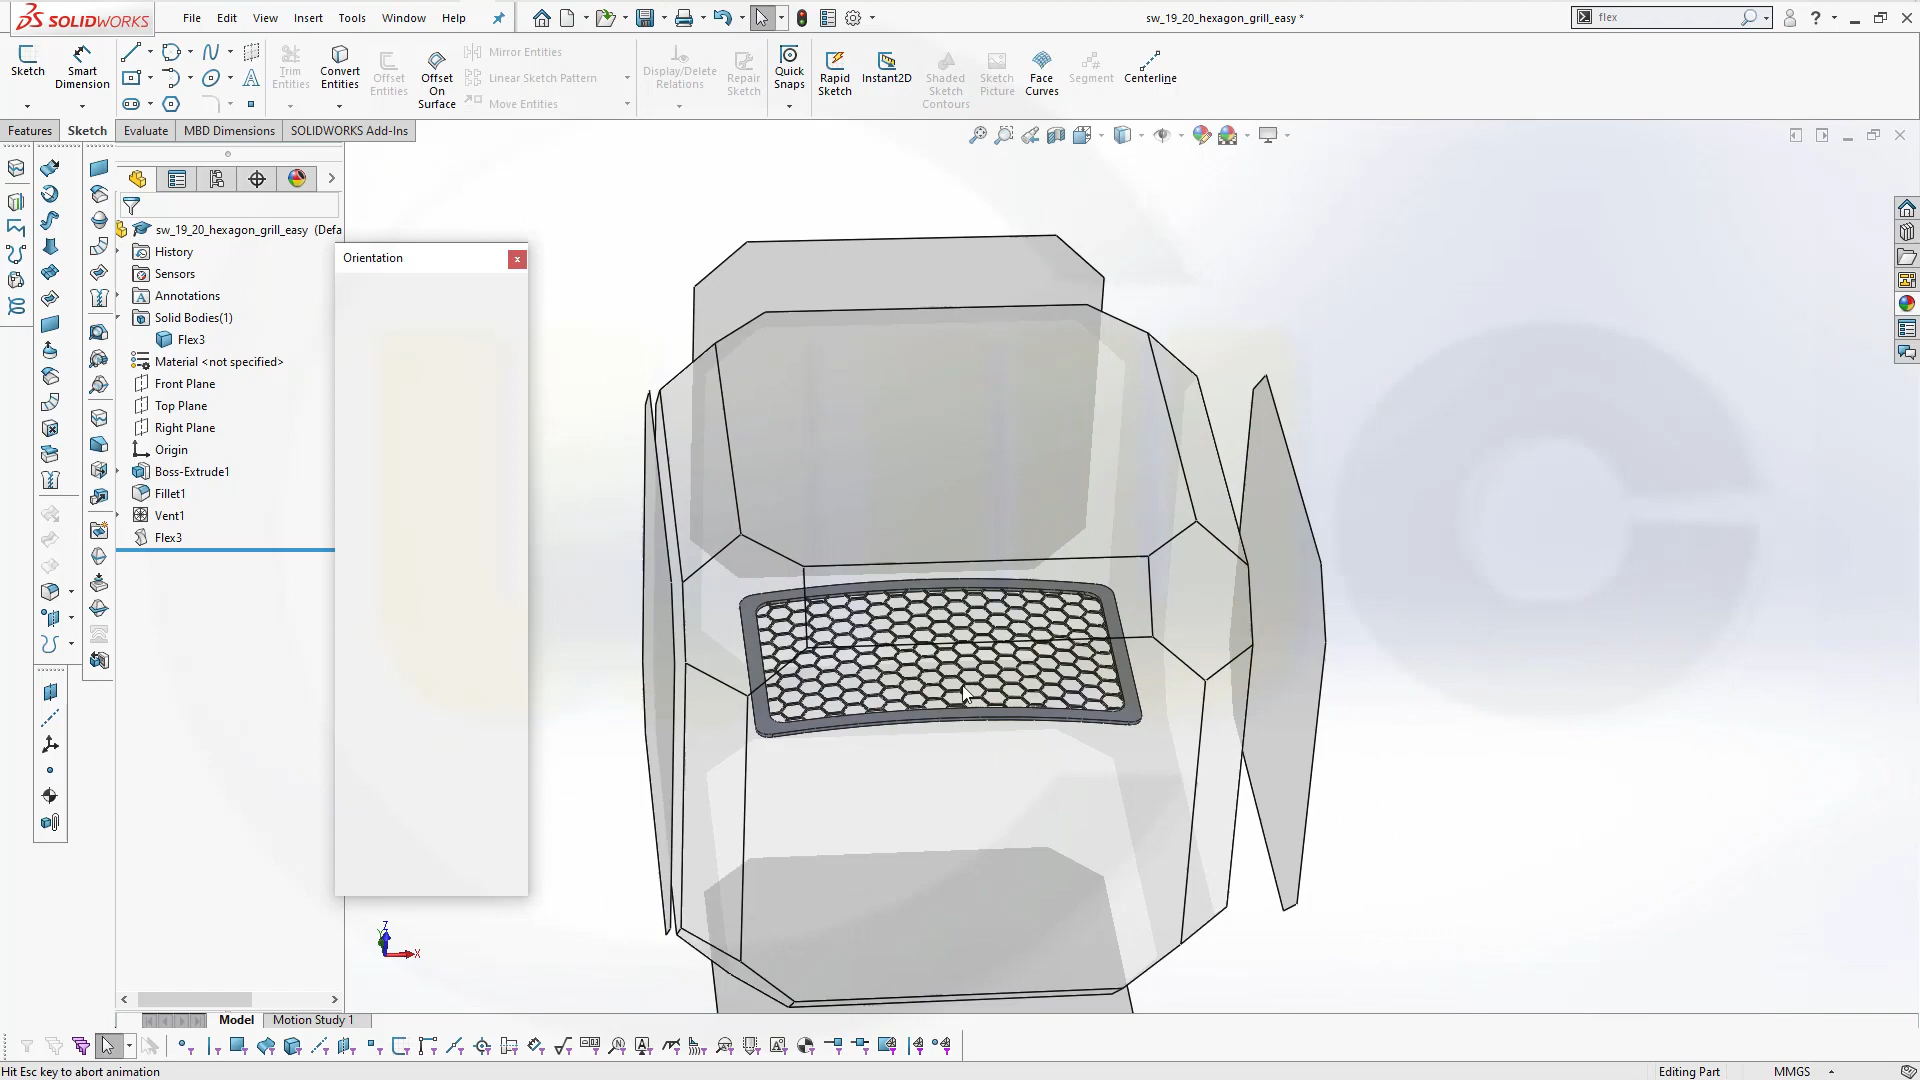 SOLIDWORKS
File Edit View Insert Tools Window Help
sw_19_20_hexagon_grill_easy *
flex
Sketch
Smart Dimension
Trim Entities
Convert Entities
Offset Entities
Offset On Surface
Mirror Entities
Linear Sketch Pattern
Move Entities
Display/Delete Relations
Repair Sketch
Quick Snaps
Rapid Sketch
Instant2D
Shaded Sketch Contours
Sketch Picture
Face Curves
Segment
Centerline
Features Sketch Evaluate MBD Dimensions SOLIDWORKS Add-Ins
sw_19_20_hexagon_grill_easy (Defa
History
Sensors
Annotations
Solid Bodies(1)
Flex3
Material <not specified>
Front Plane
Top Plane
Right Plane
Origin
Boss-Extrude1
Fillet1
Vent1
Flex3
Orientation
Z
X
Model Motion Study 1
Hit Esc key to abort animation
Editing Part
MMGS